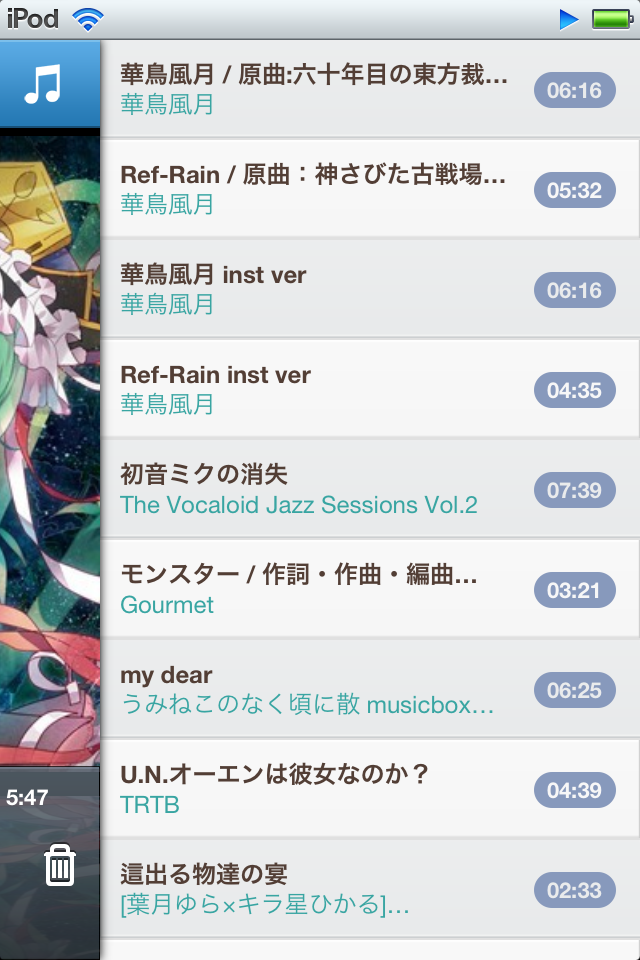 iPod
華鳥風月 / 原曲:六十年目の東方裁…
華鳥風月
06:16
Ref-Rain / 原曲：神さびた古戦場…
華鳥風月
05:32
華鳥風月 inst ver
華鳥風月
06:16
Ref-Rain inst ver
華鳥風月
04:35
初音ミクの消失
The Vocaloid Jazz Sessions Vol.2
07:39
モンスター / 作詞・作曲・編曲…
Gourmet
03:21
my dear
うみねこのなく頃に散 musicbox…
06:25
U.N.オーエンは彼女なのか？
TRTB
04:39
5:47
這出る物達の宴
[葉月ゆら×キラ星ひかる]…
02:33